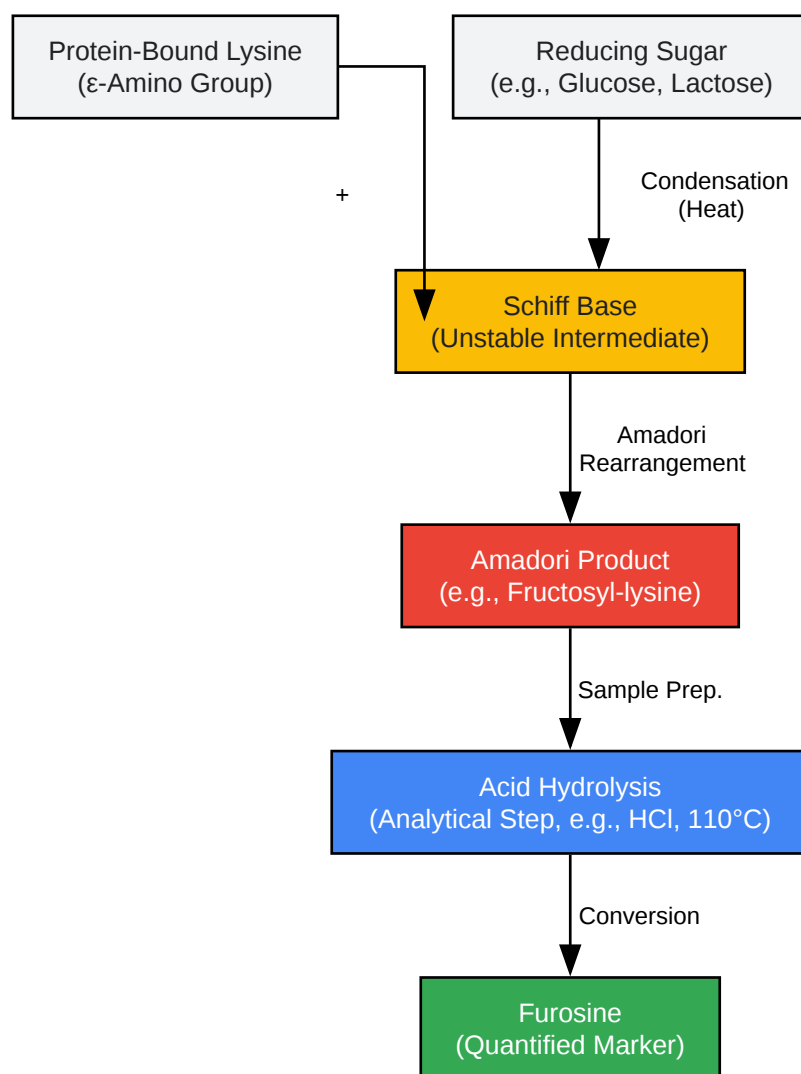 Protein-Bound Lysine
(ε-Amino Group)
Reducing Sugar
(e.g., Glucose, Lactose)
+
Condensation
(Heat)
Schiff Base
(Unstable Intermediate)
Amadori
Rearrangement
Amadori Product
(e.g., Fructosyl-lysine)
Sample Prep.
Acid Hydrolysis
(Analytical Step, e.g., HCl, 110°C)
Conversion
Furosine
(Quantified Marker)